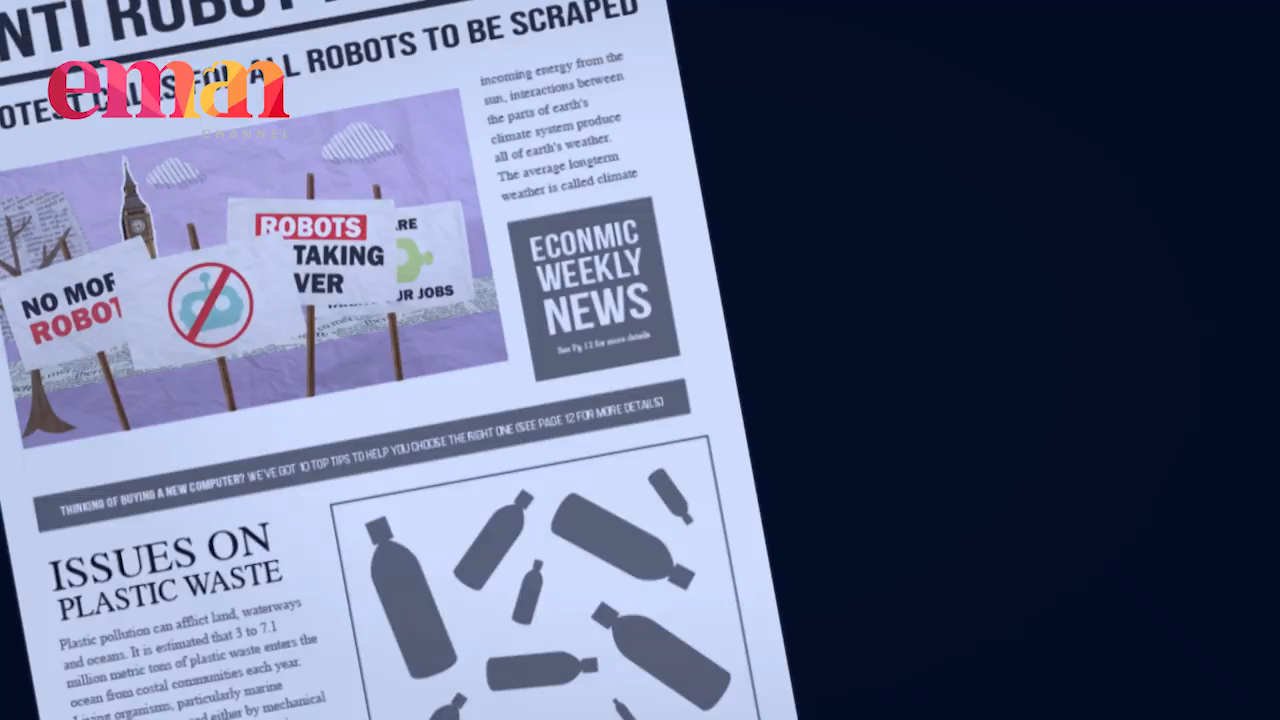 NTI ROBOT
OTEST CALLS FOR ALL ROBOTS TO BE SCRAPED
eman
CHANNEL
incoming energy from the
sun, interactions between
the parts of earth's
climate system produce
all of earth's weather.
The average longterm
weather is called climate
NO MOR
ROBOT
ROBOTS
TAKING
VER
ARE
UR JOBS
ECONMIC
WEEKLY
NEWS
See Pg 12 for more details
THINKING OF BUYING A NEW COMPUTER? WE'VE GOT 10 TOP TIPS TO HELP YOU CHOOSE THE RIGHT ONE (SEE PAGE 12 FOR MORE DETAILS)
ISSUES ON
PLASTIC WASTE
Plastic pollution can afflict land, waterways
and oceans. It is estimated that 3 to 7.1
million metric tons of plastic waste enters the
ocean from costal communities each year.
Living organisms, particularly marine
ed either by mechanical